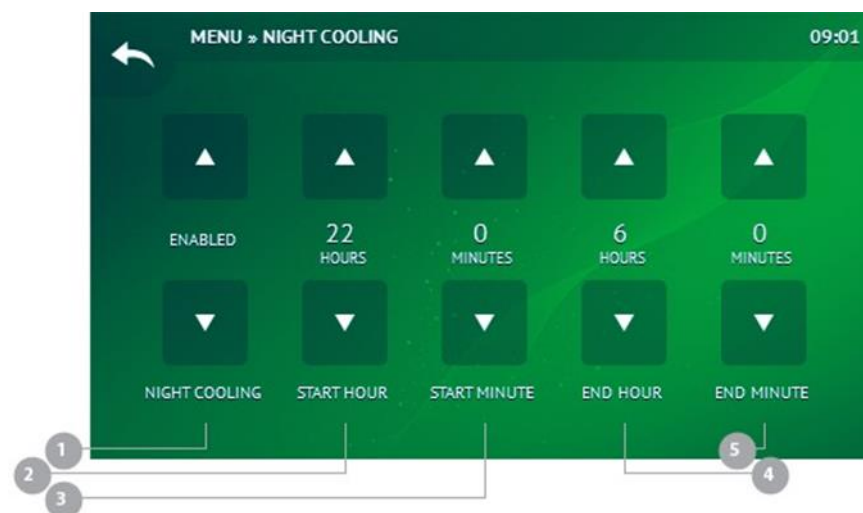 MENU » NIGHT COOLING 09:01
ENABLED 22 0 6 0
HOURS MINUTES HOURS MINUTES
NIGHT COOLING START HOUR START MINUTE END HOUR END MINUTE
1 5
2 4
3